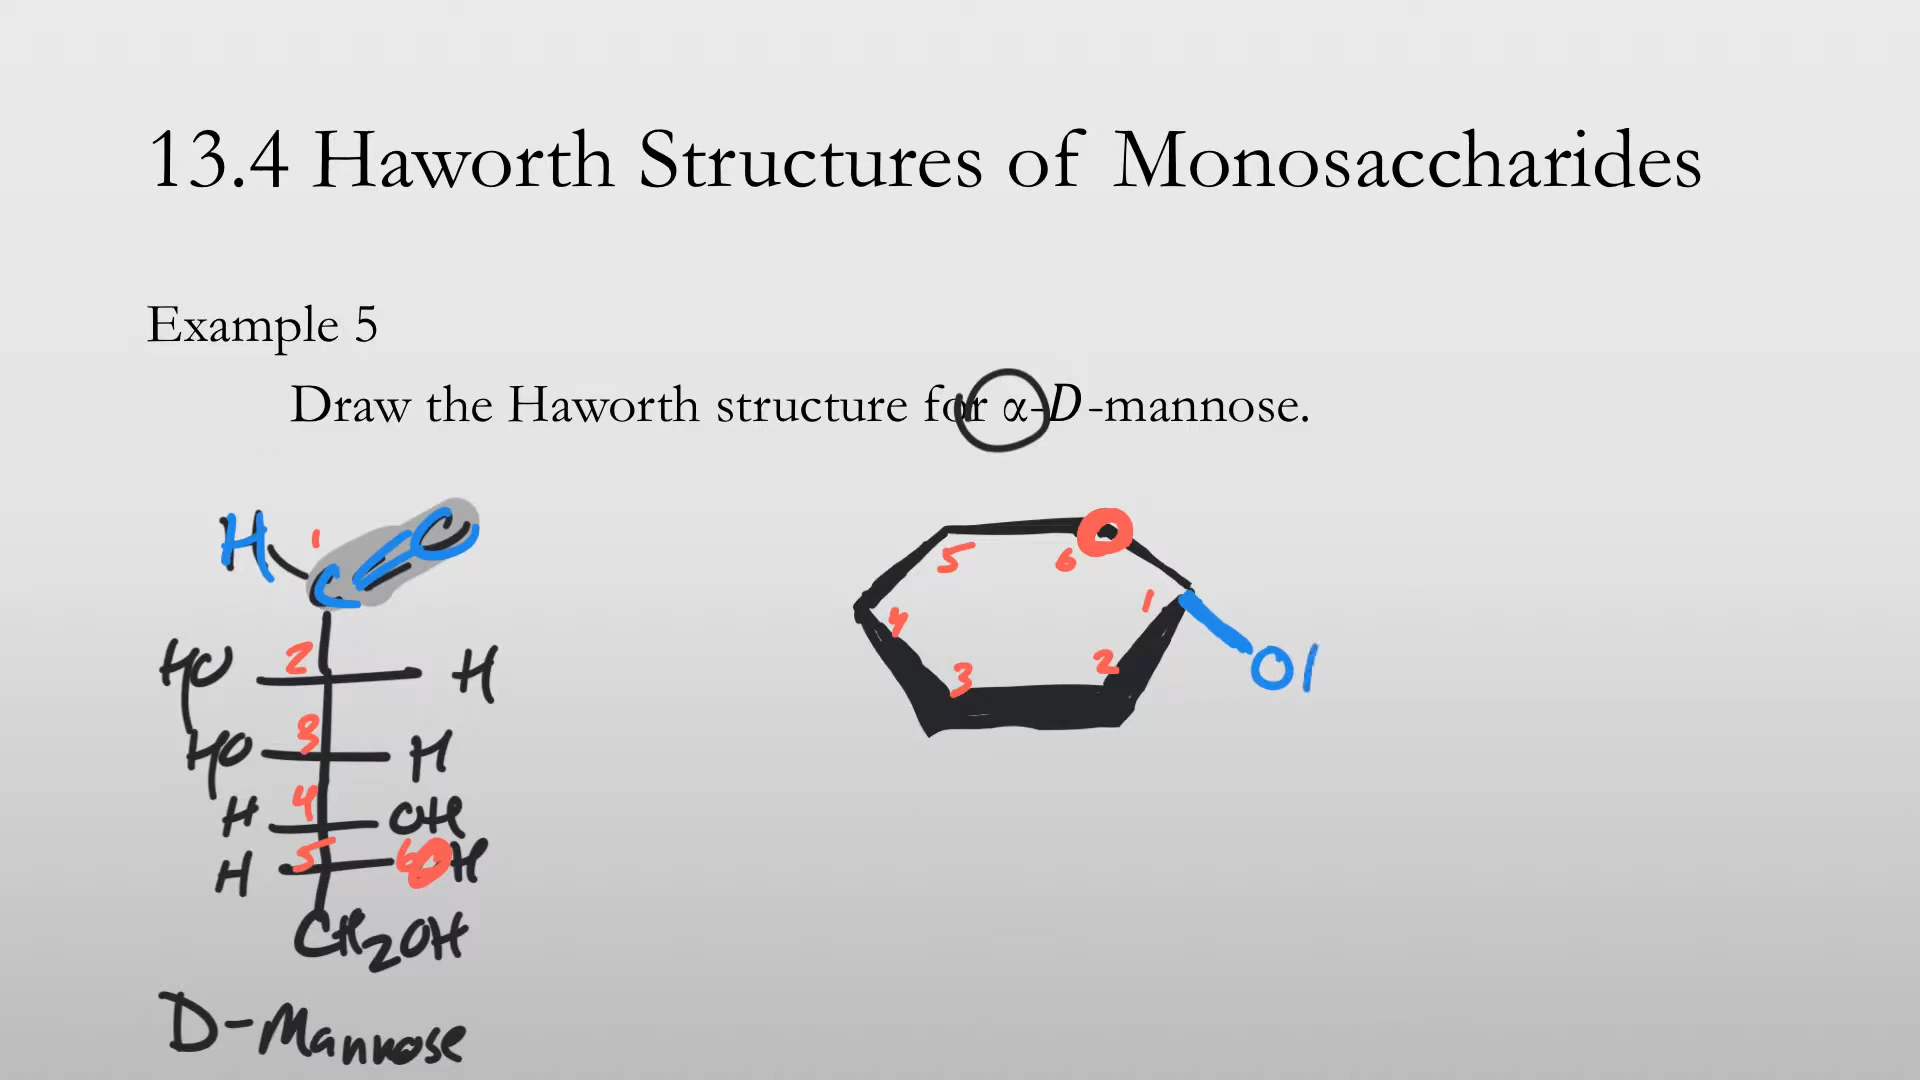 13.4 Haworth Structures of Monosaccharides
Example 5
Draw the Haworth structure for α-D-mannose.
H 1 C O
HO 2 H
HO 3 H
H 4 OH
H 5 6 OH
CH2OH
D-Mannose
5 6 O
4 1
3 2 OI